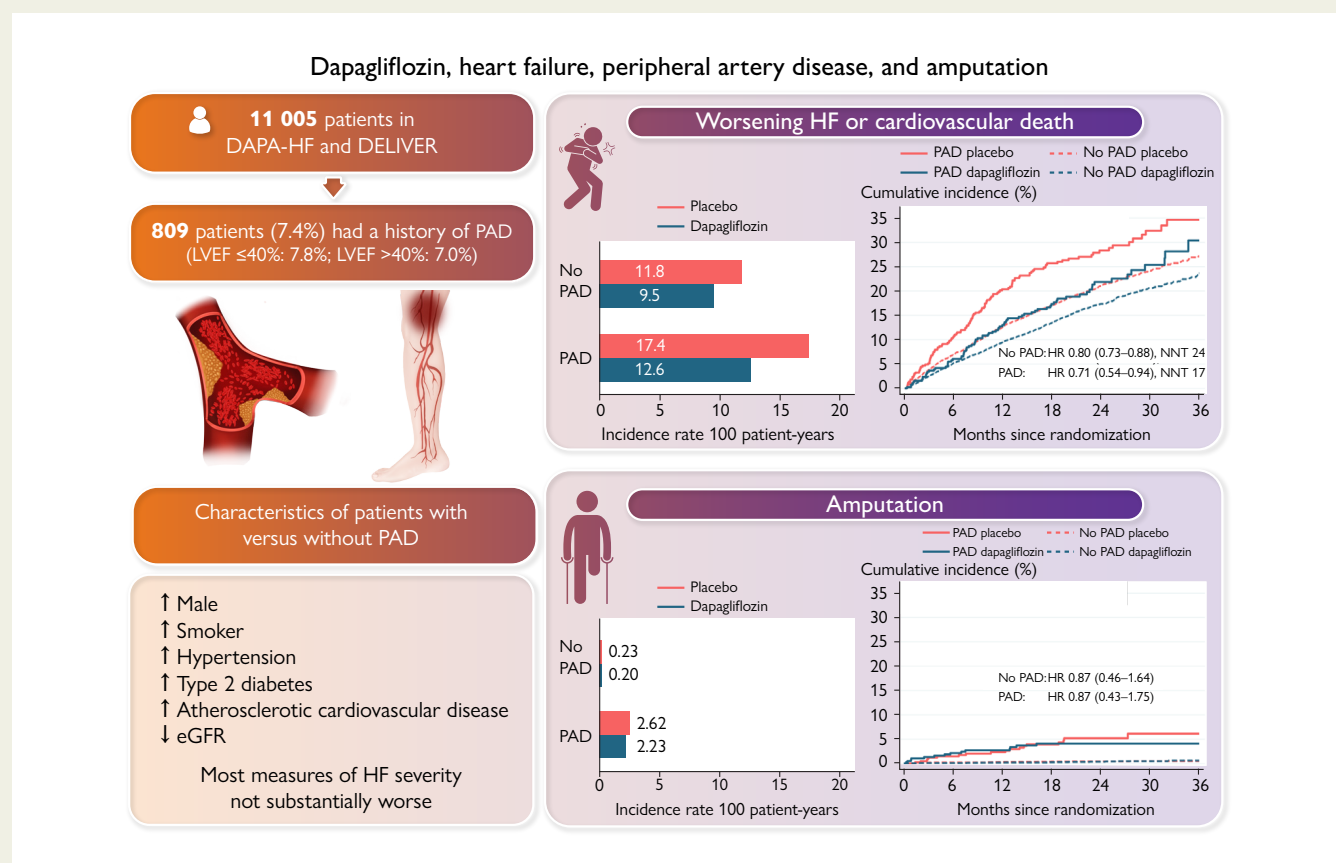 Dapagliflozin, heart failure, peripheral artery disease, and amputation
11 005 patients in
DAPA-HF and DELIVER
809 patients (7.4%) had a history of PAD
(LVEF ≤40%: 7.8%; LVEF >40%: 7.0%)
Characteristics of patients with
versus without PAD
↑ Male
↑ Smoker
↑ Hypertension
↑ Type 2 diabetes
↑ Atherosclerotic cardiovascular disease
↓ eGFR
Most measures of HF severity
not substantially worse
Worsening HF or cardiovascular death
Placebo
Dapagliflozin
No
PAD
11.8
9.5
PAD
17.4
12.6
0 5 10 15 20
Incidence rate 100 patient-years
PAD placebo No PAD placebo
PAD dapagliflozin No PAD dapagliflozin
Cumulative incidence (%)
35
30
25
20
15
10
5
0
No PAD: HR 0.80 (0.73–0.88), NNT 24
PAD: HR 0.71 (0.54–0.94), NNT 17
0 6 12 18 24 30 36
Months since randomization
Amputation
Placebo
Dapagliflozin
No
PAD
0.23
0.20
PAD
2.62
2.23
0 5 10 15 20
Incidence rate 100 patient-years
PAD placebo No PAD placebo
PAD dapagliflozin No PAD dapagliflozin
Cumulative incidence (%)
35
30
25
20
15
10
5
0
No PAD: HR 0.87 (0.46–1.64)
PAD: HR 0.87 (0.43–1.75)
0 6 12 18 24 30 36
Months since randomization